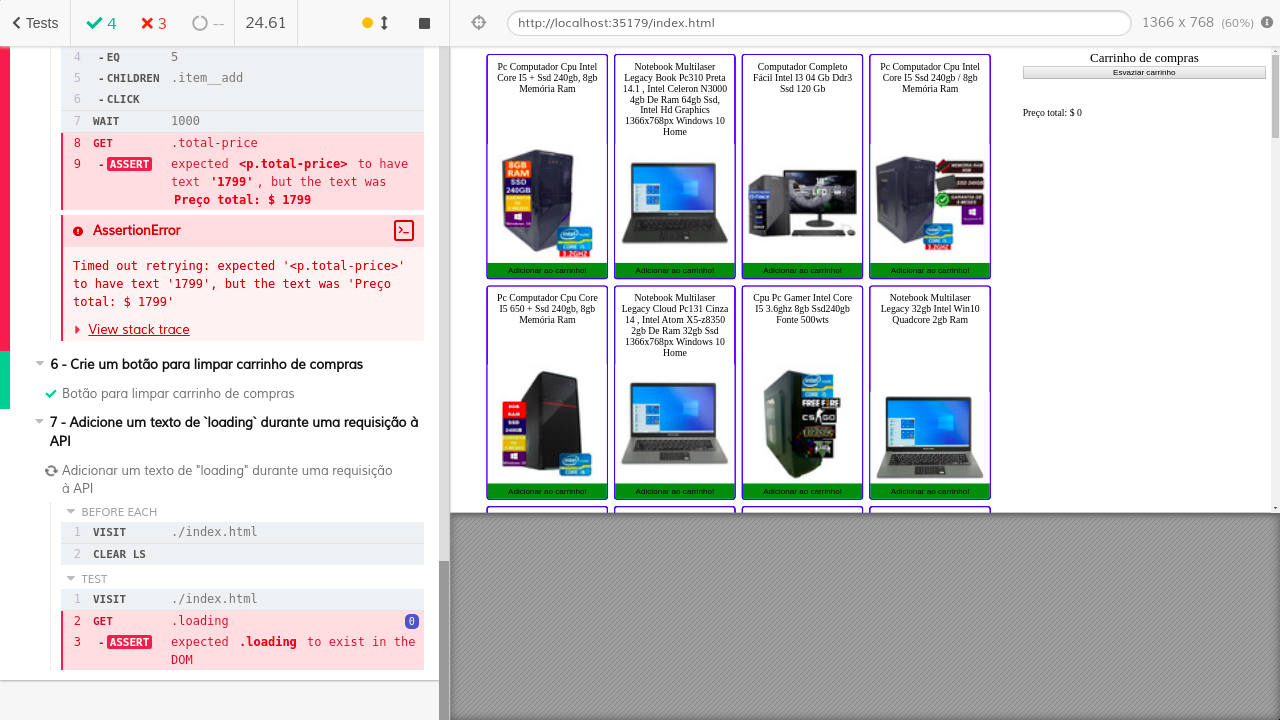 Tests
4
3
--
24.61
http://localhost:35179/index.html
1366 x 768 (60%)
4 - EQ 5
5 - CHILDREN .item__add
6 - CLICK
7 WAIT 1000
8 GET .total-price
9 - ASSERT expected <p.total-price> to have
text '1799', but the text was
Preço total: $ 1799
AssertionError
Timed out retrying: expected '<p.total-price>'
to have text '1799', but the text was 'Preço
total: $ 1799'
View stack trace
6 - Crie um botão para limpar carrinho de compras
Botão para limpar carrinho de compras
7 - Adicione um texto de `loading` durante uma requisição à
API
Adicionar um texto de "loading" durante uma requisição
à API
BEFORE EACH
1 VISIT ./index.html
2 CLEAR LS
TEST
1 VISIT ./index.html
2 GET .loading 0
3 - ASSERT expected .loading to exist in the
DOM
Pc Computador Cpu Intel
Core I5 + Ssd 240gb, 8gb
Memória Ram
Adicionar ao carrinho!
Notebook Multilaser
Legacy Book Pc310 Preta
14.1 , Intel Celeron N3000
4gb De Ram 64gb Ssd,
Intel Hd Graphics
1366x768px Windows 10
Home
Adicionar ao carrinho!
Computador Completo
Fácil Intel I3 04 Gb Ddr3
Ssd 120 Gb
Adicionar ao carrinho!
Pc Computador Cpu Intel
Core I5 Ssd 240gb / 8gb
Memória Ram
Adicionar ao carrinho!
Pc Computador Cpu Core
I5 650 + Ssd 240gb, 8gb
Memória Ram
Adicionar ao carrinho!
Notebook Multilaser
Legacy Cloud Pc131 Cinza
14 , Intel Atom X5-z8350
2gb De Ram 32gb Ssd
1366x768px Windows 10
Home
Adicionar ao carrinho!
Cpu Pc Gamer Intel Core
I5 3.6ghz 8gb Ssd240gb
Fonte 500wts
Adicionar ao carrinho!
Notebook Multilaser
Legacy 32gb Intel Win10
Quadcore 2gb Ram
Adicionar ao carrinho!
Carrinho de compras
Esvaziar carrinho
Preço total: $ 0
8GB
RAM
SSD
240GB
CORE i5
3.2GHZ
FREE FIRE
CS:GO